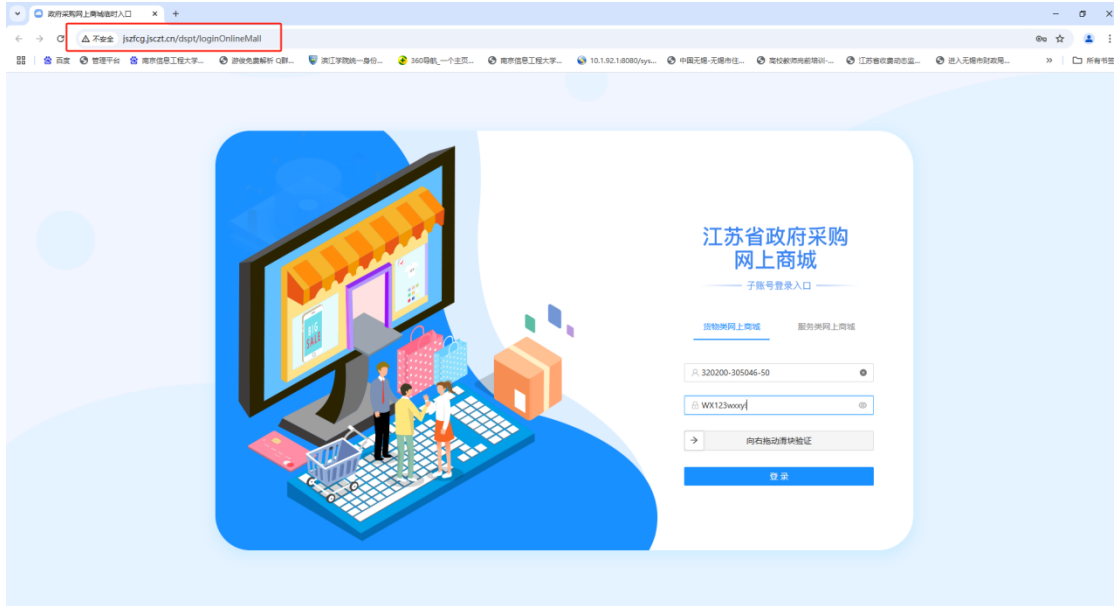 政府采购网上商城临时入口
不安全 jszfcg.jsczt.cn/dspt/loginOnlineMall
百度 管理平台 南京信息工程大学... 游侠免费解析 Q群... 滨江学院统一身份... 360导航_一个主页... 南京信息工程大学... 10.1.92.1:8080/sys... 中国无锡-无锡市住... 高校教师岗前培训-... 江苏省收费动态监... 进入无锡市财政局... » 所有书签
BIG
SALE
江苏省政府采购
网上商城
子账号登录入口
货物类网上商城 服务类网上商城
320200-305046-50
WX123wxxy!
向右拖动滑块验证
登 录